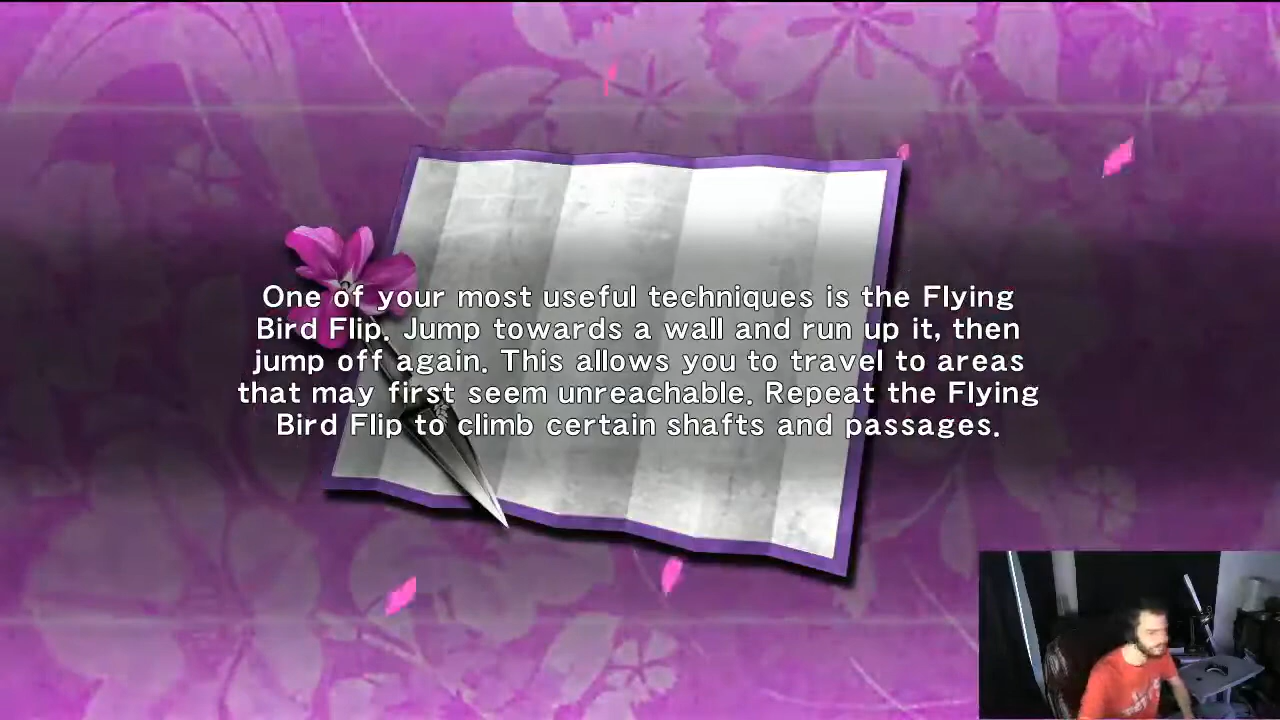 One of your most useful techniques is the Flying
Bird Flip. Jump towards a wall and run up it, then
jump off again. This allows you to travel to areas
that may first seem unreachable. Repeat the Flying
Bird Flip to climb certain shafts and passages.